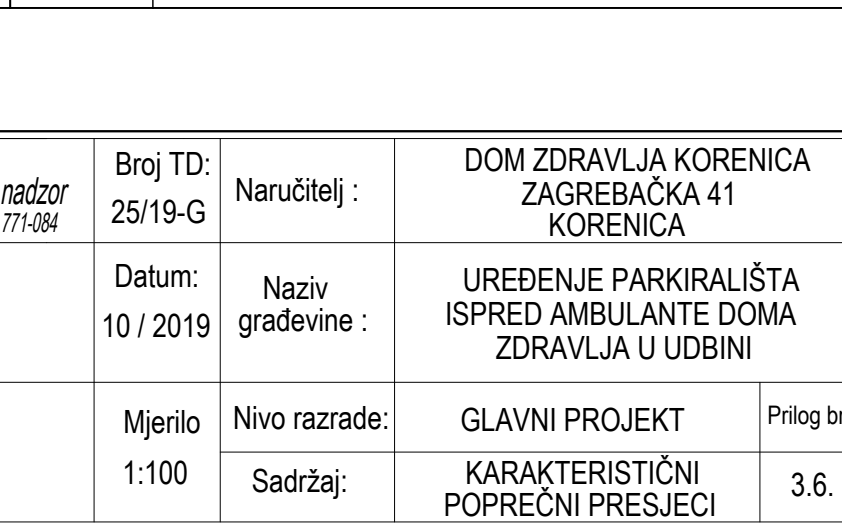 nadzor
771-084
Broj TD:
25/19-G
Naručitelj :
DOM ZDRAVLJA KORENICA
ZAGREBAČKA 41
KORENICA
Datum:
10 / 2019
Naziv
građevine :
UREĐENJE PARKIRALIŠTA
ISPRED AMBULANTE DOMA
ZDRAVLJA U UDBINI
Mjerilo
1:100
Nivo razrade:
GLAVNI PROJEKT
Prilog br
Sadržaj:
KARAKTERISTIČNI
POPREČNI PRESJECI
3.6.